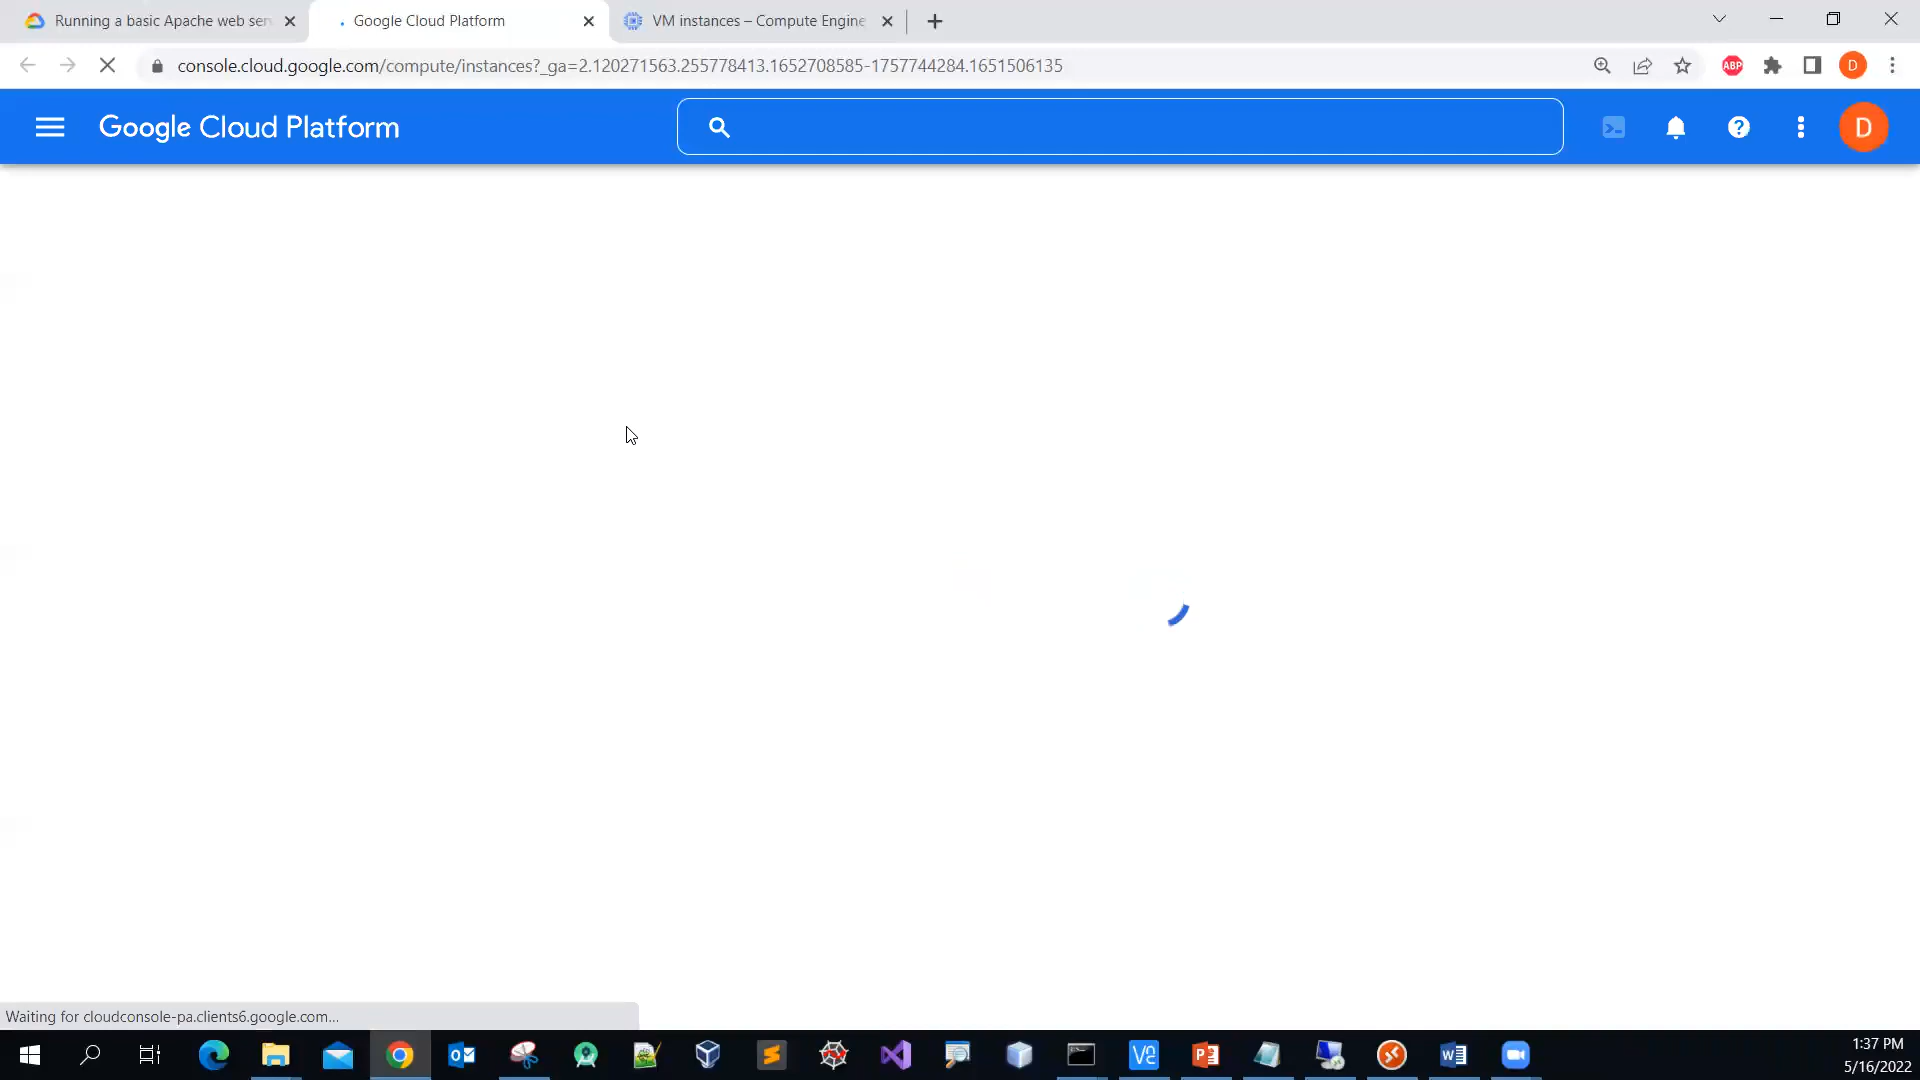 Running a basic Apache web ser
Google Cloud Platform
VM instances – Compute Engine
console.cloud.google.com/compute/instances?_ga=2.120271563.255778413.1652708585-1757744284.1651506135
ABP
D
Google Cloud Platform
D
Waiting for cloudconsole-pa.clients6.google.com...
1:37 PM
5/16/2022